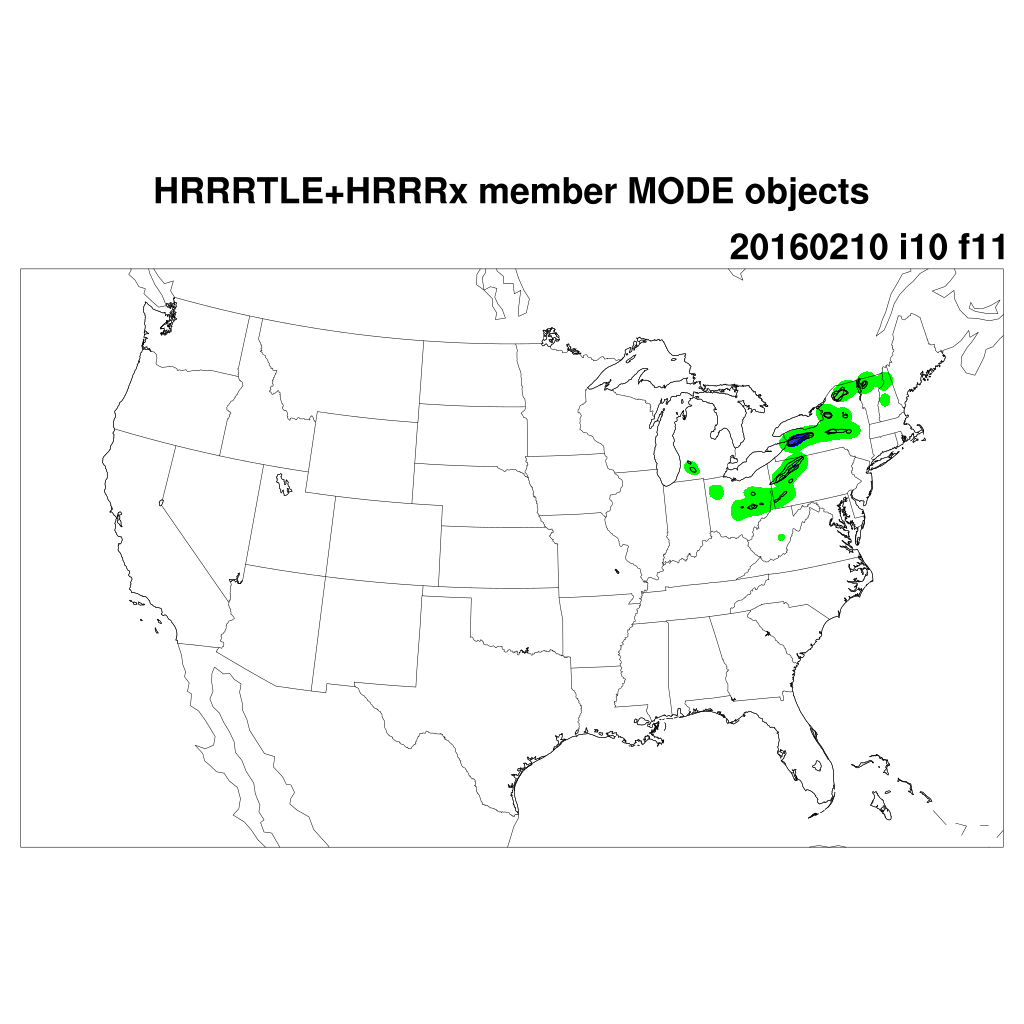 HRRRTLE+HRRRx member MODE objects
20160210 i10 f11